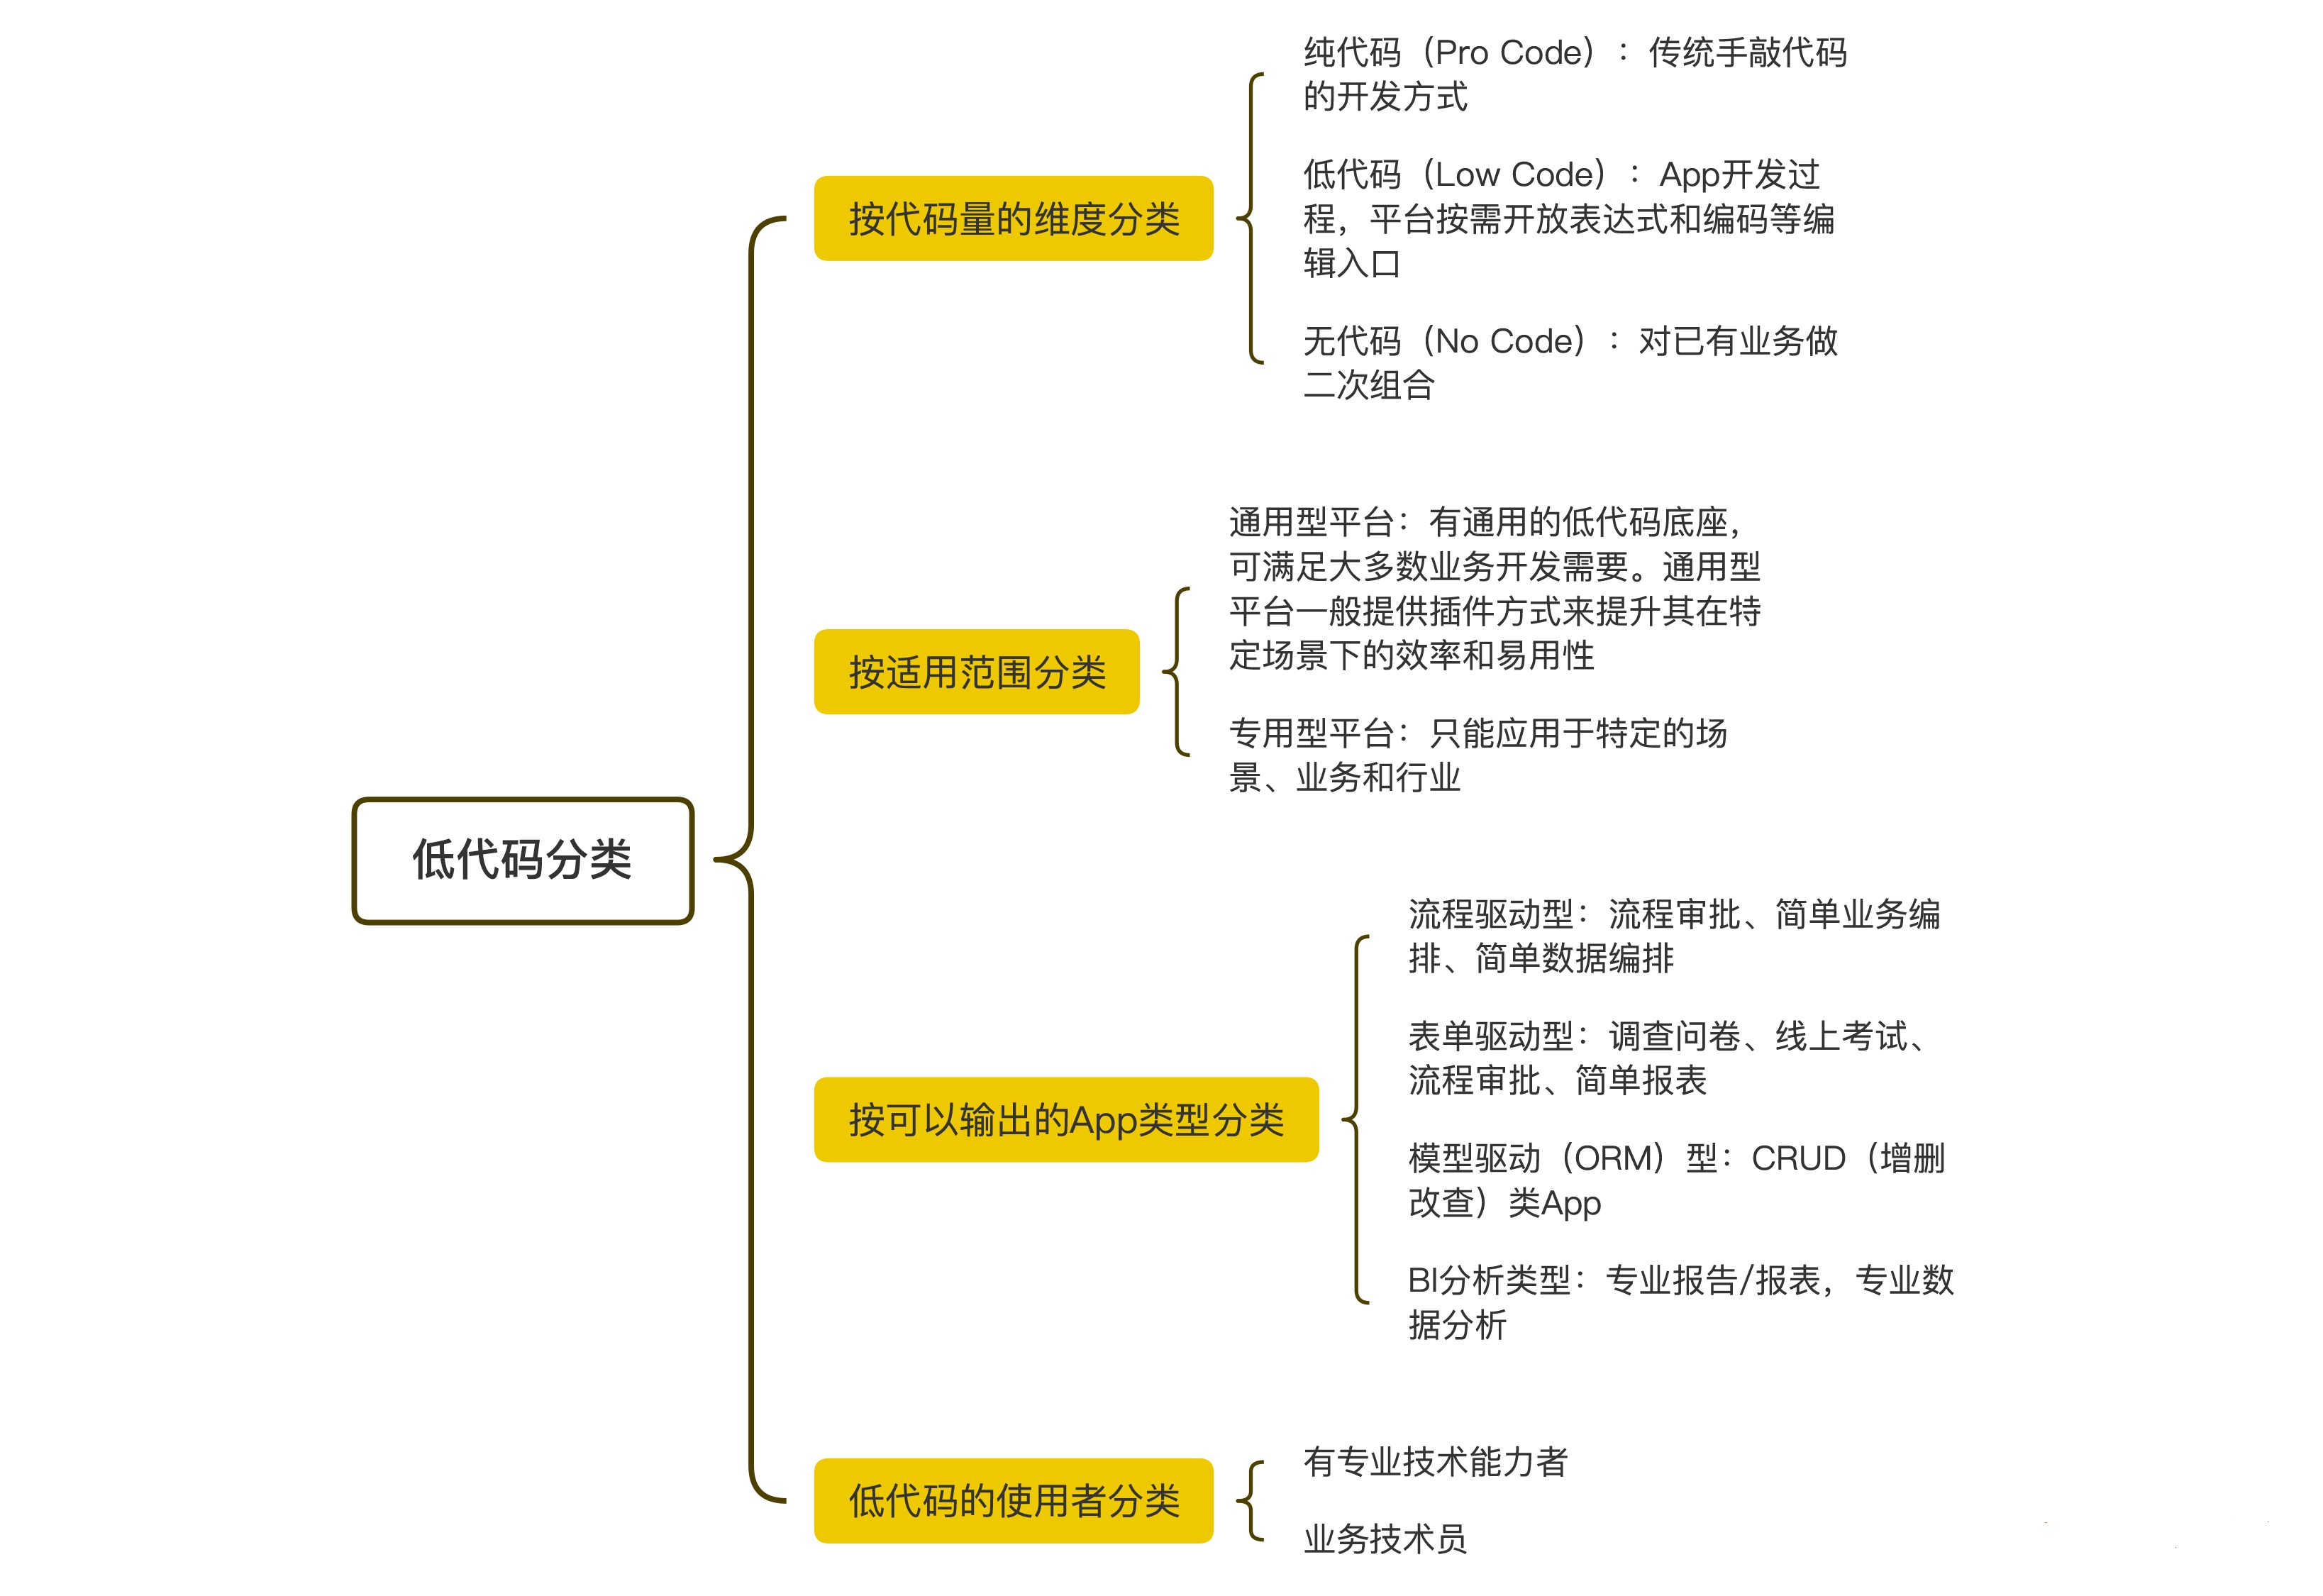 纯代码（Pro Code）：传统手敲代码
的开发方式
低代码（Low Code）：App开发过
程，平台按需开放表达式和编码等编
辑入口
无代码（No Code）：对已有业务做
二次组合
按代码量的维度分类
通用型平台：有通用的低代码底座，
可满足大多数业务开发需要。通用型
平台一般提供插件方式来提升其在特
定场景下的效率和易用性
专用型平台：只能应用于特定的场
景、业务和行业
按适用范围分类
低代码分类
流程驱动型：流程审批、简单业务编
排、简单数据编排
表单驱动型：调查问卷、线上考试、
流程审批、简单报表
模型驱动（ORM）型：CRUD（增删
改查）类App
BI分析类型：专业报告/报表，专业数
据分析
按可以输出的App类型分类
有专业技术能力者
业务技术员
低代码的使用者分类